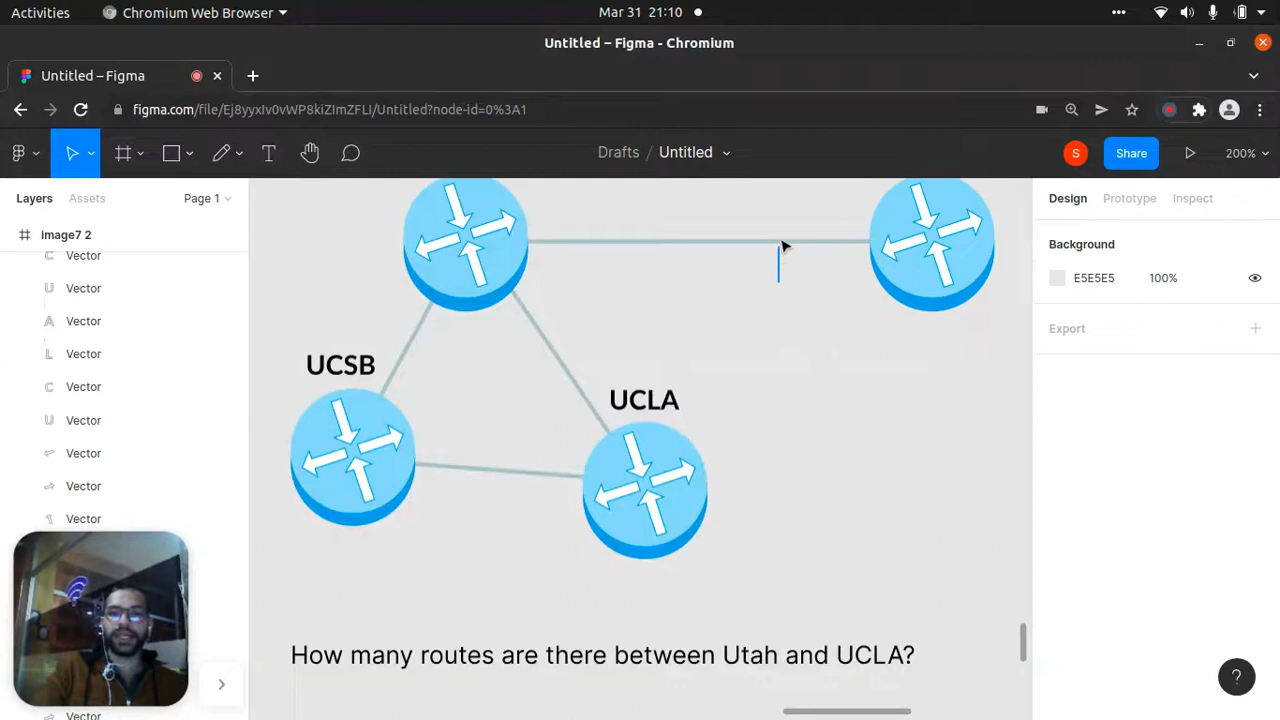 Activities
Chromium Web Browser
Mar 31 21:10
Untitled – Figma - Chromium
Untitled – Figma
figma.com/file/Ej8yyxIv0vWP8kiZImZFLI/Untitled?node-id=0%3A1
Drafts / Untitled
S
Share
200%
Layers
Assets
Page 1
Design
Prototype
Inspect
image7 2
Background
C Vector
E5E5E5
100%
U Vector
A Vector
Export
L Vector
C Vector
U Vector
Vector
Vector
Vector
Vector
UCSB
UCLA
How many routes are there between Utah and UCLA?
?